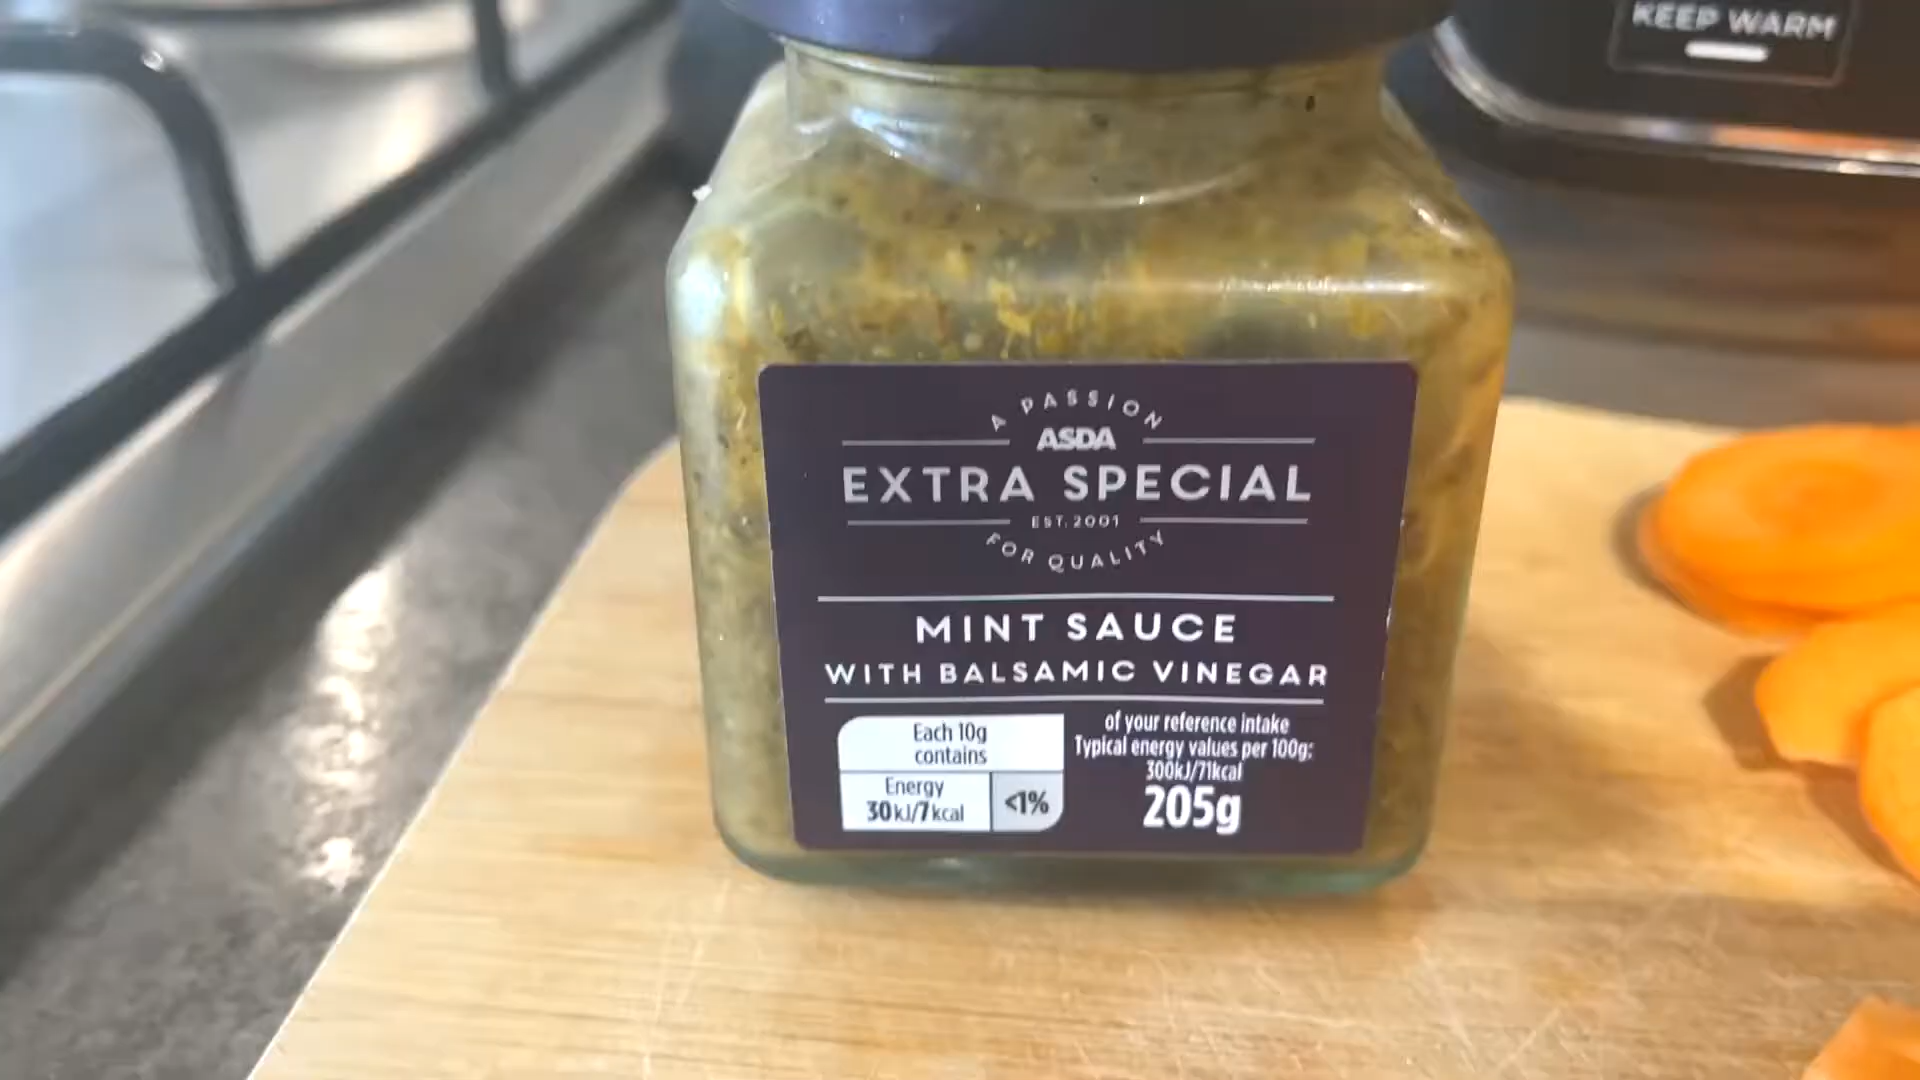 KEEP WARM
A PASSION
ASDA
EXTRA SPECIAL
EST. 2001
FOR QUALITY
MINT SAUCE
WITH BALSAMIC VINEGAR
Each 10g
contains
Energy
30kJ/7kcal
<1%
of your reference intake
Typical energy values per 100g:
300kJ/71kcal
205g